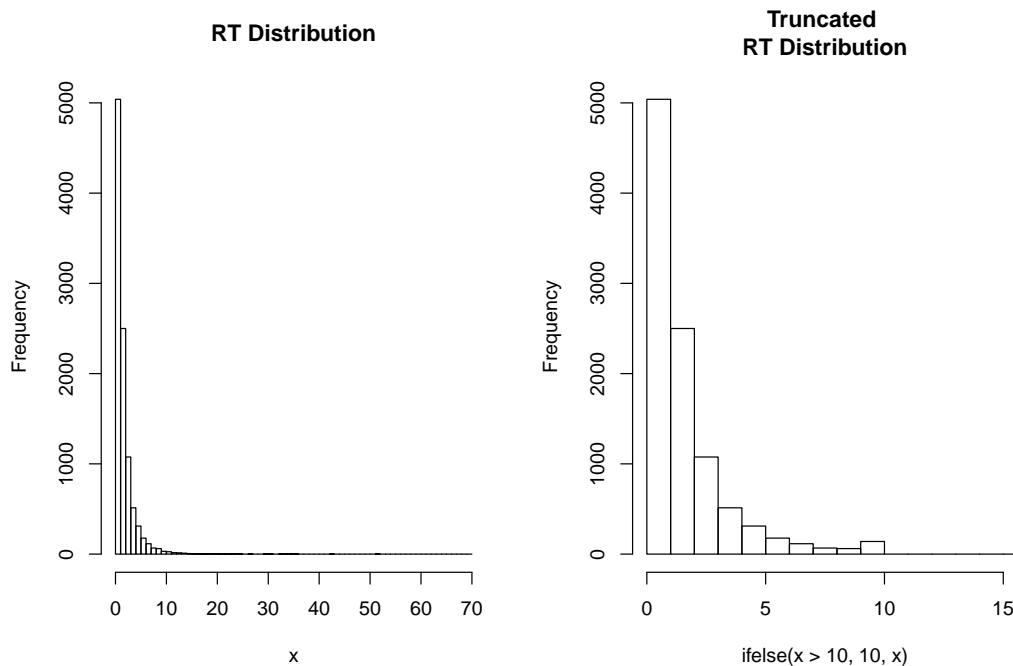 RT Distribution
Frequency
0
1000
2000
3000
4000
5000
0 10 20 30 40 50 60 70
x
Truncated
RT Distribution
Frequency
0
1000
2000
3000
4000
5000
0 5 10 15
ifelse(x > 10, 10, x)